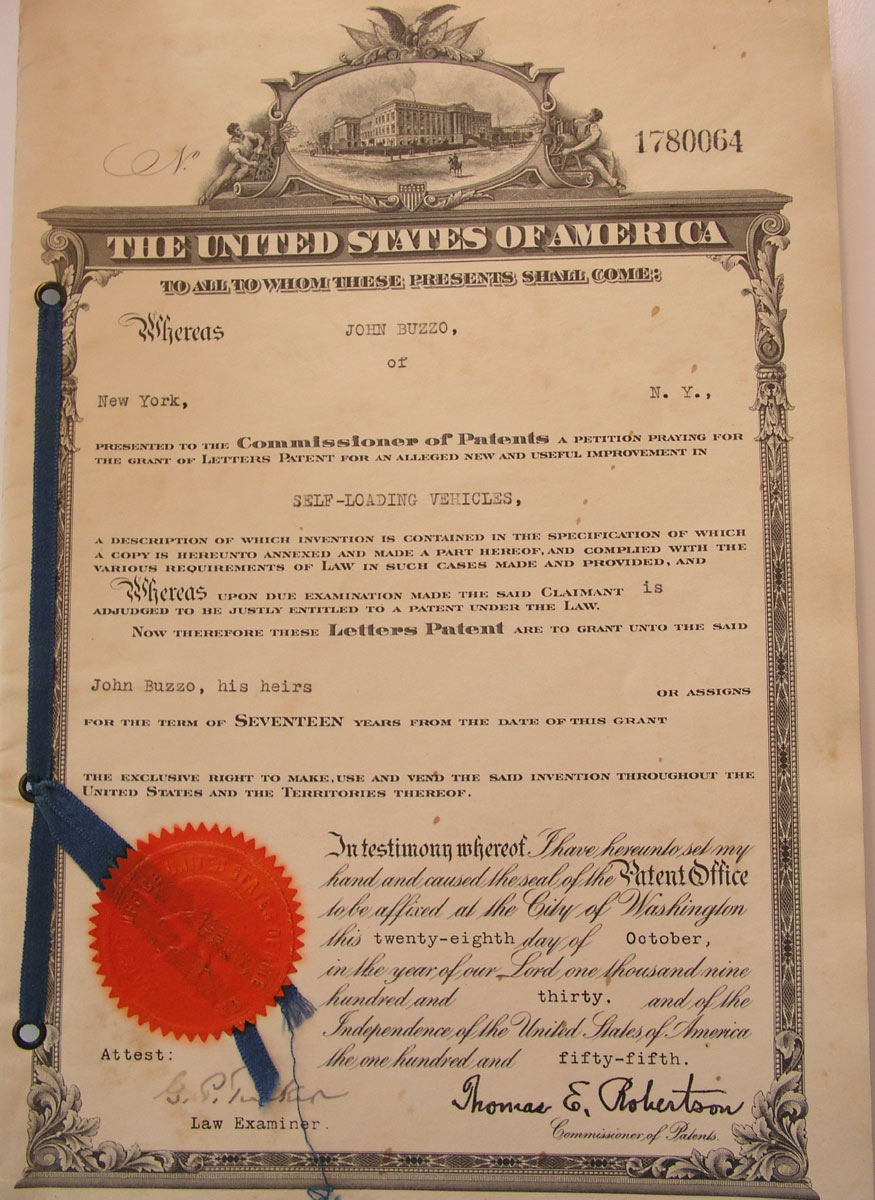 No. 1780064
THE UNITED STATES OF AMERICA
TO ALL TO WHOM THESE PRESENTS SHALL COME:
Whereas JOHN BUZZO,
of
New York, N. Y.,
PRESENTED TO THE Commissioner of Patents A PETITION PRAYING FOR
THE GRANT OF LETTERS PATENT FOR AN ALLEGED NEW AND USEFUL IMPROVEMENT IN
SELF-LOADING VEHICLES,
A DESCRIPTION OF WHICH INVENTION IS CONTAINED IN THE SPECIFICATION OF WHICH
A COPY IS HEREUNTO ANNEXED AND MADE A PART HEREOF, AND COMPLIED WITH THE
VARIOUS REQUIREMENTS OF LAW IN SUCH CASES MADE AND PROVIDED, AND
Whereas UPON DUE EXAMINATION MADE THE SAID CLAIMANT is
ADJUDGED TO BE JUSTLY ENTITLED TO A PATENT UNDER THE LAW.
NOW THEREFORE THESE Letters Patent ARE TO GRANT UNTO THE SAID
John Buzzo, his heirs OR ASSIGNS
FOR THE TERM OF SEVENTEEN YEARS FROM THE DATE OF THIS GRANT
THE EXCLUSIVE RIGHT TO MAKE, USE AND VEND THE SAID INVENTION THROUGHOUT THE
UNITED STATES AND THE TERRITORIES THEREOF.
In testimony whereof I have hereunto set my
hand and caused the seal of the Patent Office
to be affixed at the City of Washington
this twenty-eighth day of October,
in the year of our Lord one thousand nine
hundred and thirty, and of the
Independence of the United States of America
the one hundred and fifty-fifth.
Attest:
Law Examiner.
Thomas E. Robertson
Commissioner of Patents.